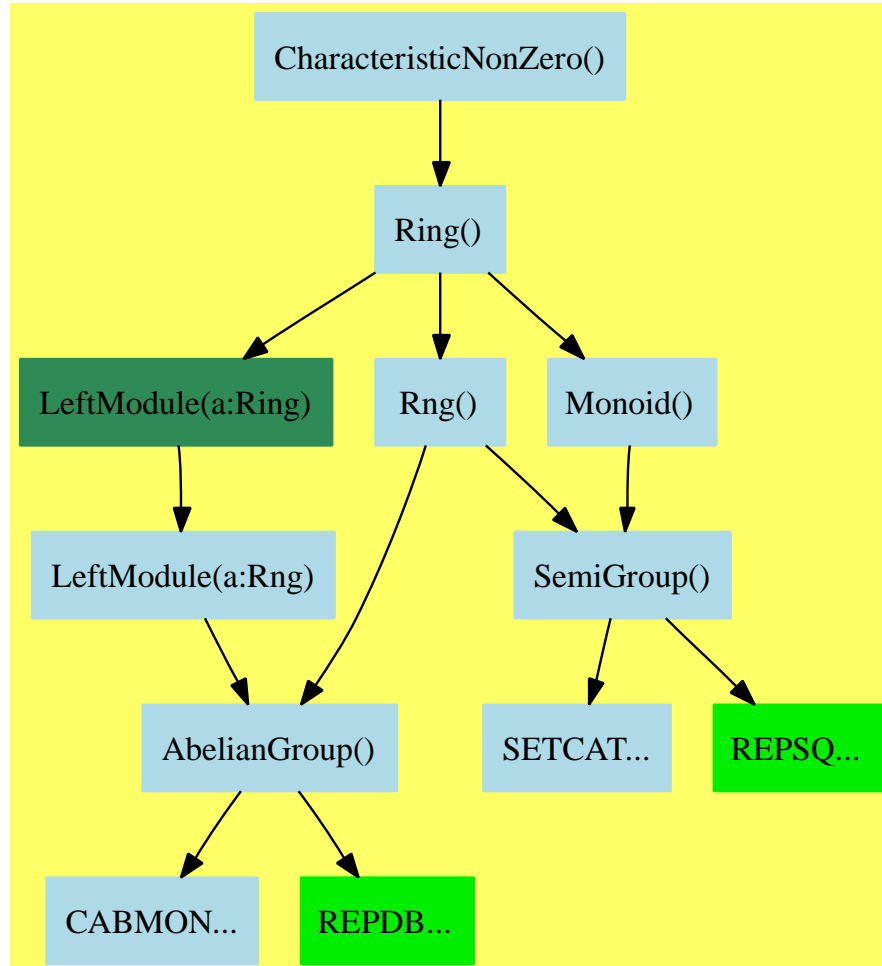 CharacteristicNonZero()
Ring()
LeftModule(a:Ring)
Rng()
Monoid()
LeftModule(a:Rng)
SemiGroup()
AbelianGroup()
SETCAT...
REPSQ...
CABMON...
REPDB...